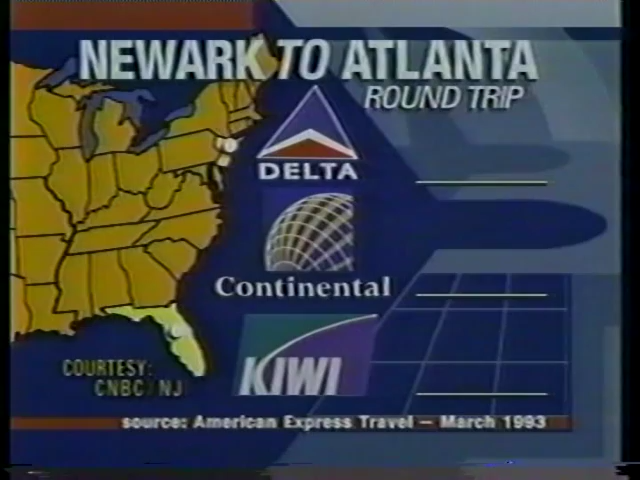 NEWARK TO ATLANTA
ROUND TRIP
DELTA
Continental
KIWI
COURTESY:
CNBC/NJ
source: American Express Travel – March 1993